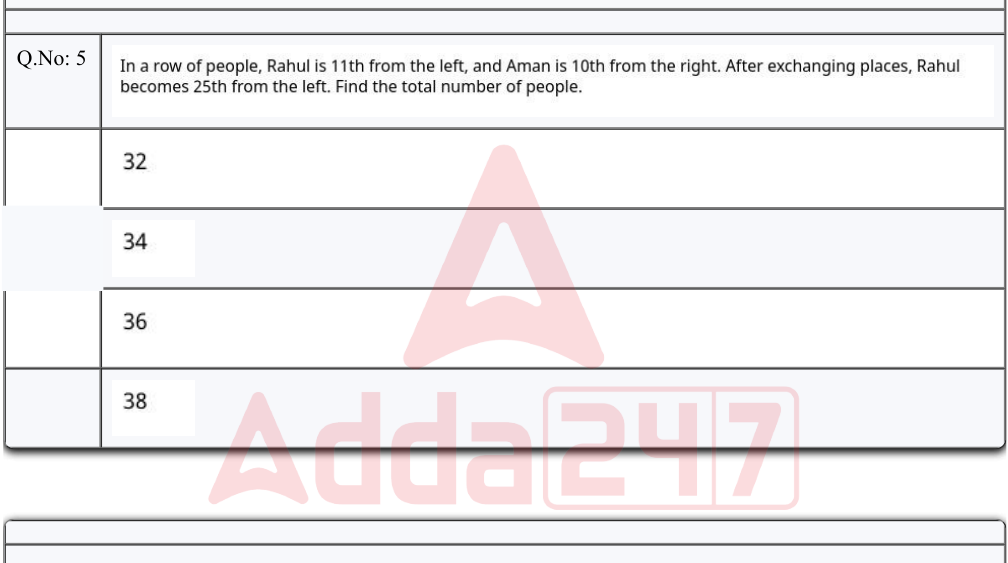 Q.No: 5
In a row of people, Rahul is 11th from the left, and Aman is 10th from the right. After exchanging places, Rahul
becomes 25th from the left. Find the total number of people.
32
34
36
38
Adda247